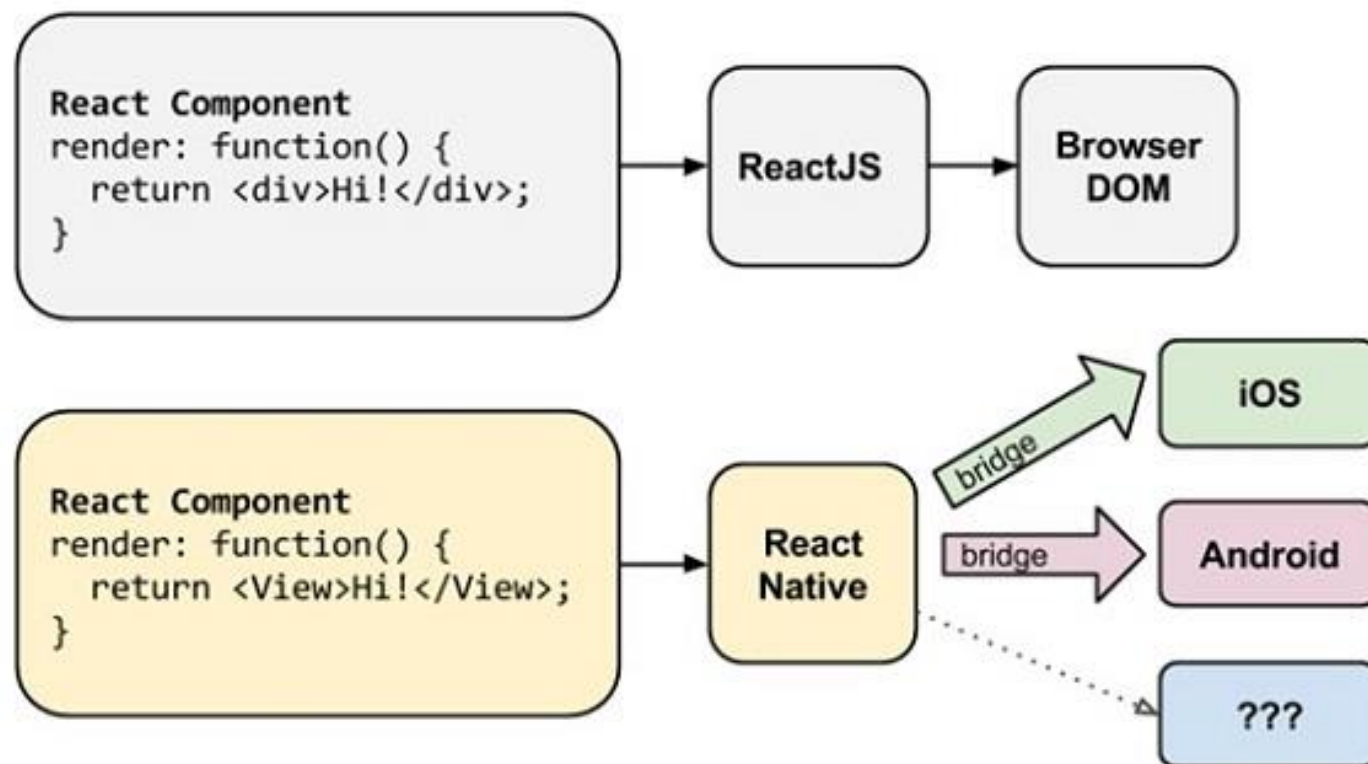 React Component
render: function() {
  return <div>Hi!</div>;
}
ReactJS
Browser
DOM
React Component
render: function() {
  return <View>Hi!</View>;
}
React
Native
bridge
iOS
bridge
Android
???